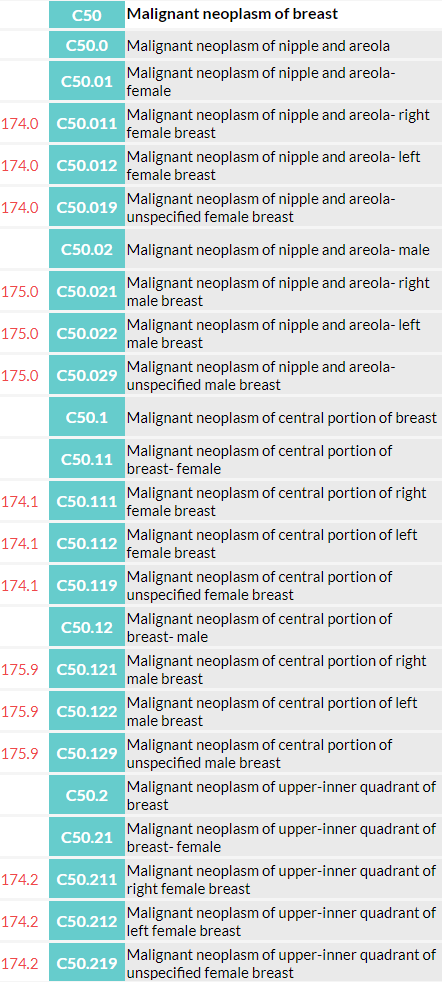 C50 Malignant neoplasm of breast
C50.0 Malignant neoplasm of nipple and areola
C50.01 Malignant neoplasm of nipple and areola-
female
174.0 C50.011 Malignant neoplasm of nipple and areola- right
female breast
174.0 C50.012 Malignant neoplasm of nipple and areola- left
female breast
174.0 C50.019 Malignant neoplasm of nipple and areola-
unspecified female breast
C50.02 Malignant neoplasm of nipple and areola- male
175.0 C50.021 Malignant neoplasm of nipple and areola- right
male breast
175.0 C50.022 Malignant neoplasm of nipple and areola- left
male breast
175.0 C50.029 Malignant neoplasm of nipple and areola-
unspecified male breast
C50.1 Malignant neoplasm of central portion of breast
C50.11 Malignant neoplasm of central portion of
breast- female
174.1 C50.111 Malignant neoplasm of central portion of right
female breast
174.1 C50.112 Malignant neoplasm of central portion of left
female breast
174.1 C50.119 Malignant neoplasm of central portion of
unspecified female breast
C50.12 Malignant neoplasm of central portion of
breast- male
175.9 C50.121 Malignant neoplasm of central portion of right
male breast
175.9 C50.122 Malignant neoplasm of central portion of left
male breast
175.9 C50.129 Malignant neoplasm of central portion of
unspecified male breast
C50.2 Malignant neoplasm of upper-inner quadrant of
breast
C50.21 Malignant neoplasm of upper-inner quadrant of
breast- female
174.2 C50.211 Malignant neoplasm of upper-inner quadrant of
right female breast
174.2 C50.212 Malignant neoplasm of upper-inner quadrant of
left female breast
174.2 C50.219 Malignant neoplasm of upper-inner quadrant of
unspecified female breast